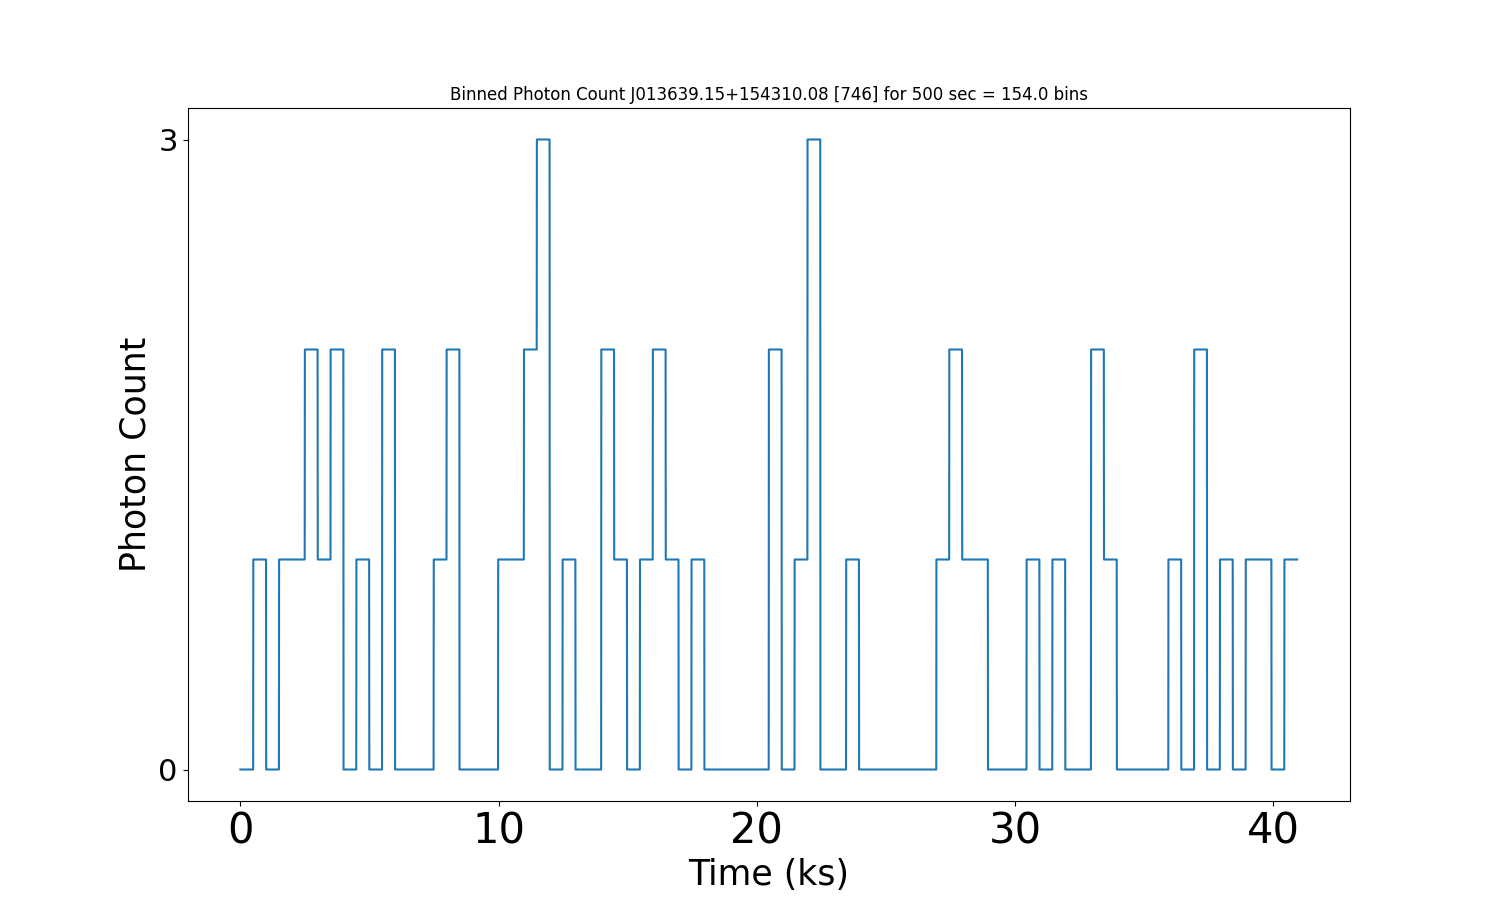 Binned Photon Count J013639.15+154310.08 [746] for 500 sec = 154.0 bins
3
Photon Count
0
0 10 20 30 40
Time (ks)